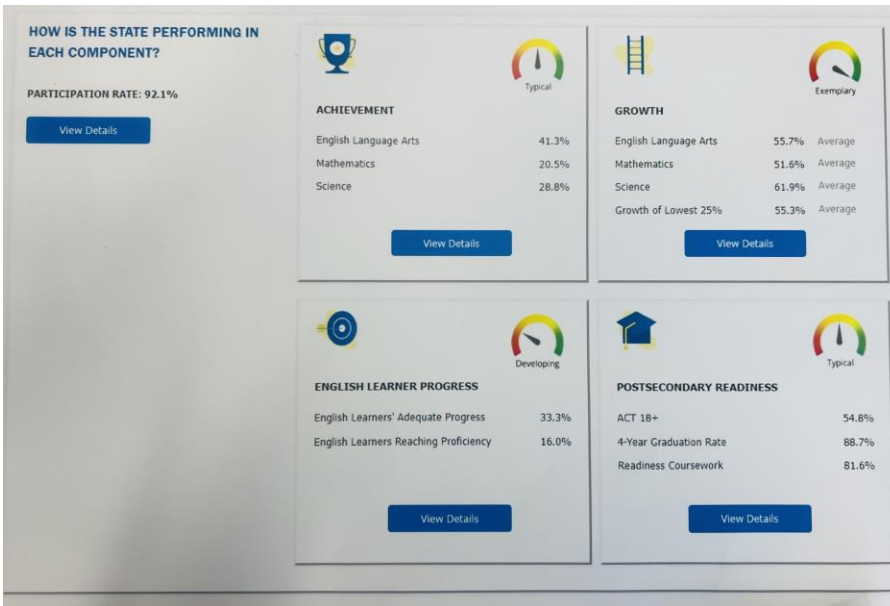 HOW IS THE STATE PERFORMING IN
EACH COMPONENT?
PARTICIPATION RATE: 92.1%
View Details
Typical
ACHIEVEMENT
English Language Arts 41.3%
Mathematics 20.5%
Science 28.8%
View Details
Exemplary
GROWTH
English Language Arts 55.7% Average
Mathematics 51.6% Average
Science 61.9% Average
Growth of Lowest 25% 55.3% Average
View Details
Developing
ENGLISH LEARNER PROGRESS
English Learners' Adequate Progress 33.3%
English Learners Reaching Proficiency 16.0%
View Details
Typical
POSTSECONDARY READINESS
ACT 18+ 54.8%
4-Year Graduation Rate 88.7%
Readiness Coursework 81.6%
View Details